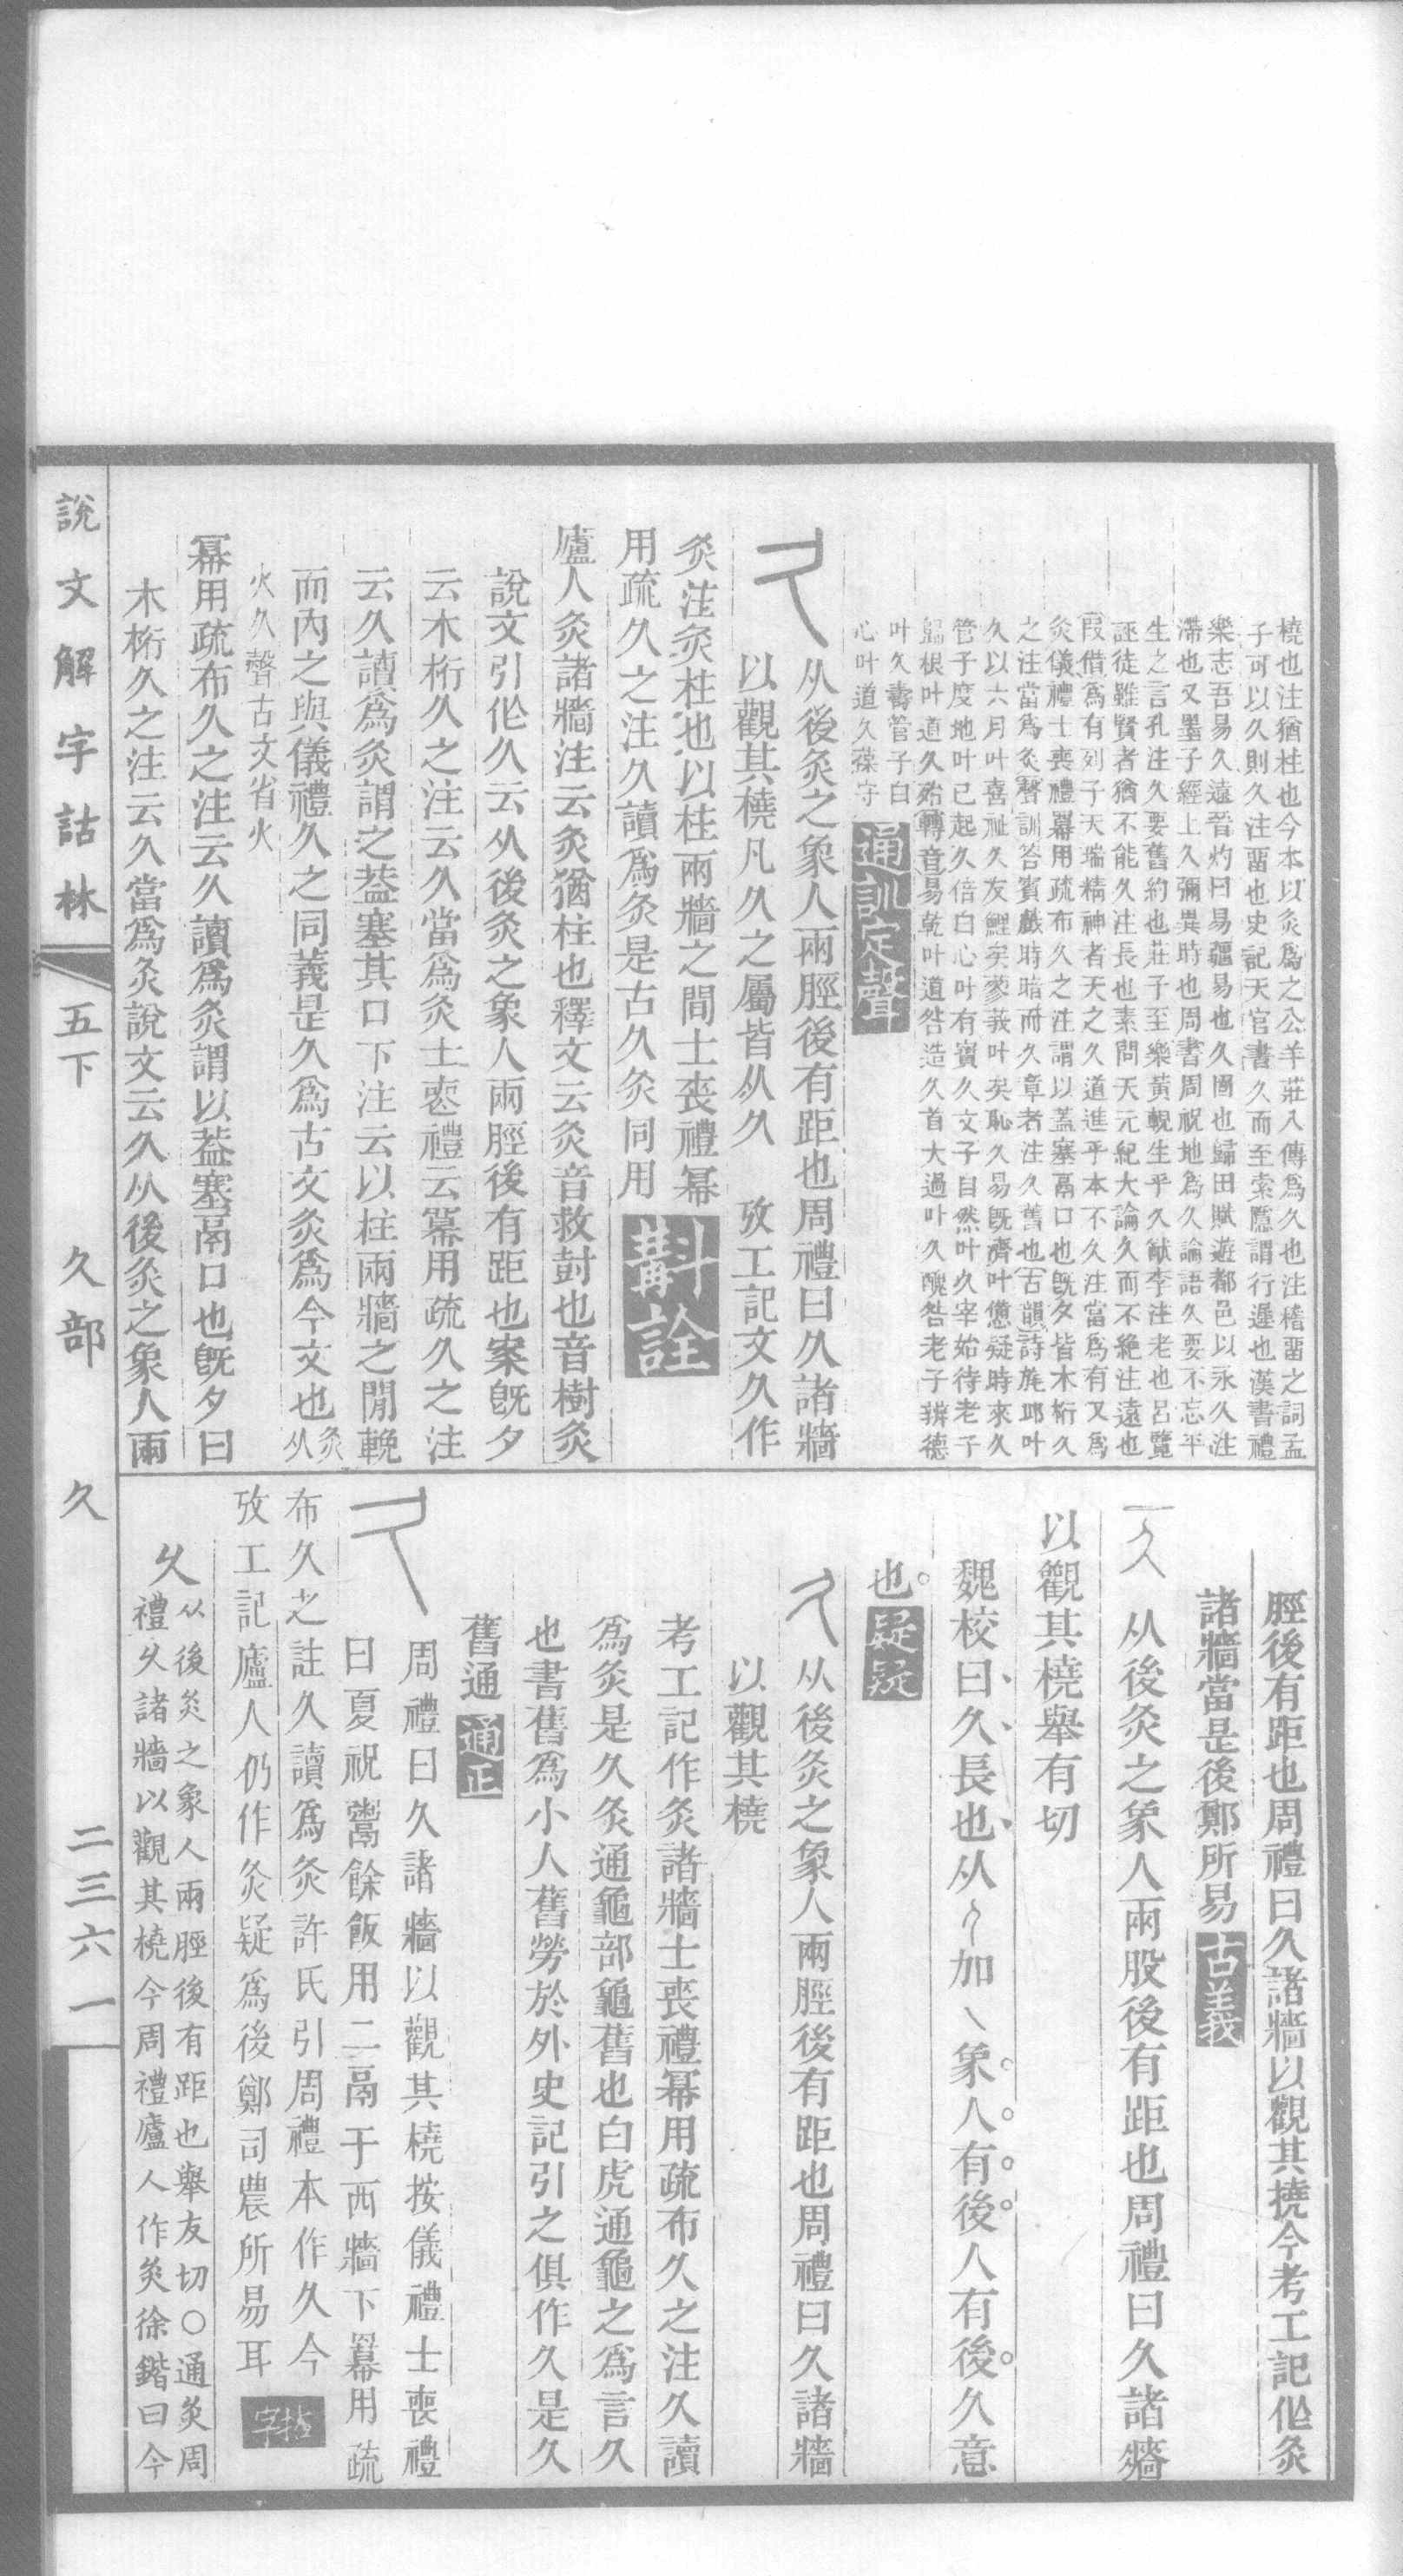 橈也注猶柱也今本以灸爲之公羊莊八傳爲久也注稽畱之詞孟
子可以久則久注畱也史記天官書久而至索隱謂行遲也漢書禮
樂志吾易久遠晉灼曰易疆易也久固也歸田賦遊都邑以永久注
滯也又墨子經上久彌異時也周書周祝地爲久論語久要不忘平
生之言孔注久要舊約也莊子至樂黃軦生乎久猷李注老也呂覽
誣徒雖賢者猶不能久注長也素問天元紀大論久而不絶注遠也
叚借爲有列子天瑞精神者天之久道進乎本不久注當爲有又爲
灸儀禮士喪禮冪用疏布久之注謂以蓋塞鬲口也旣夕皆木桁久
之注當爲灸聲訓答賓戲時暗而久章者注久舊也古韻詩旄邱叶
久以六月叶喜祉久友鯉矣蓼莪叶矣恥久易旣濟叶憊疑時來久
管子度地叶已起久倍白心叶有寶久文子自然叶久宰始待老子
歸根叶道久殆轉音易乾叶道咎造久首大過叶久醜咎老子耕德
叶久壽管子白
心叶道久葆守通訓定聲
从後灸之象人兩脛後有距也周禮曰久諸牆
以觀其橈凡久之屬皆从久 攷工記文久作
灸注灸柱也以柱兩牆之間士喪禮冪
用疏久之注久讀爲灸是古久灸同用斠詮
廬人灸諸牆注云灸猶柱也釋文云灸音救封也音樹灸
說文引作久云从後灸之象人兩脛後有距也案旣夕
云木桁久之注云久當爲灸士喪禮云冪用疏久之注
云久讀爲灸謂之葢塞其口下注云以柱兩牆之閒輓
而內之與儀禮久之同義是久爲古文灸爲今文也灸从
火久聲古文省火
冪用疏布久之注云久讀爲灸謂以葢塞鬲口也旣夕曰
木桁久之注云久當爲灸說文云久从後灸之象人兩
脛後有距也周禮曰久諸牆以觀其撓今考工記作灸
諸牆當是後鄭所易古義
从後灸之象人兩股後有距也周禮曰久諸牆
以觀其橈舉有切
魏校曰久長也从⺈加乀象人有後人有後久意
也疑疑
久从後灸之象人兩脛後有距也周禮曰久諸牆
以觀其橈
考工記作灸諸牆士喪禮冪用疏布久之注久讀
爲灸是久灸通龜部龜舊也白虎通龜之爲言久
也書舊爲小人舊勞於外史記引之俱作久是久
舊通通正
周禮曰久諸牆以觀其橈按儀禮士喪禮
曰夏祝鬻餘飯用二鬲于西牆下冪用疏
布久之註久讀爲灸許氏引周禮本作久今
攷工記廬人仍作灸疑爲後鄭司農所易耳拈字
久从後灸之象人兩脛後有距也舉友切○通灸周
禮久諸牆以觀其橈今周禮廬人作灸徐鍇曰今
說文解字詁林 五下 久部 久 二三六一